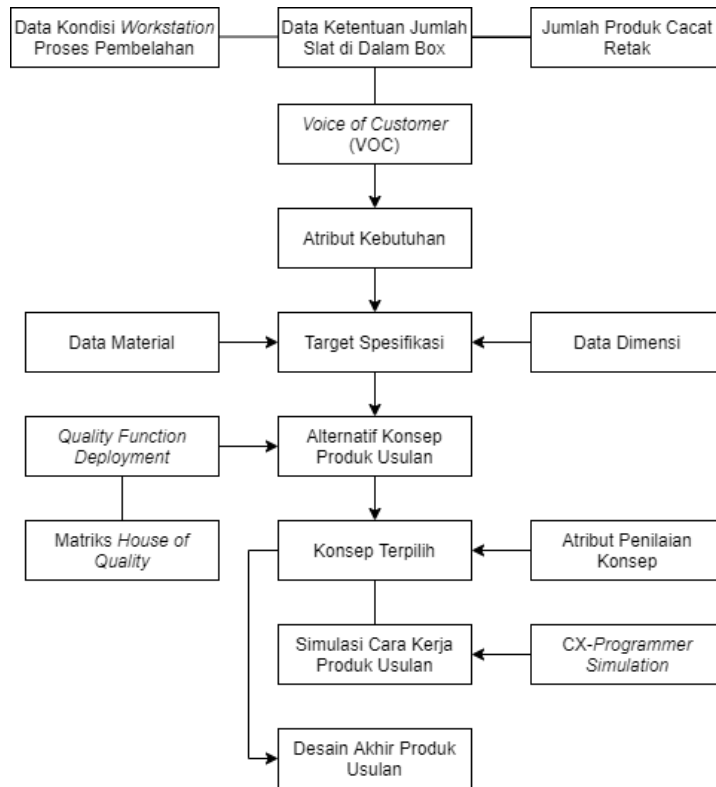 Data Kondisi Workstation
Proses Pembelahan
Data Ketentuan Jumlah
Slat di Dalam Box
Jumlah Produk Cacat
Retak
Voice of Customer
(VOC)
Atribut Kebutuhan
Data Material
Target Spesifikasi
Data Dimensi
Quality Function
Deployment
Alternatif Konsep
Produk Usulan
Matriks House of
Quality
Konsep Terpilih
Atribut Penilaian
Konsep
Simulasi Cara Kerja
Produk Usulan
CX-Programmer
Simulation
Desain Akhir Produk
Usulan